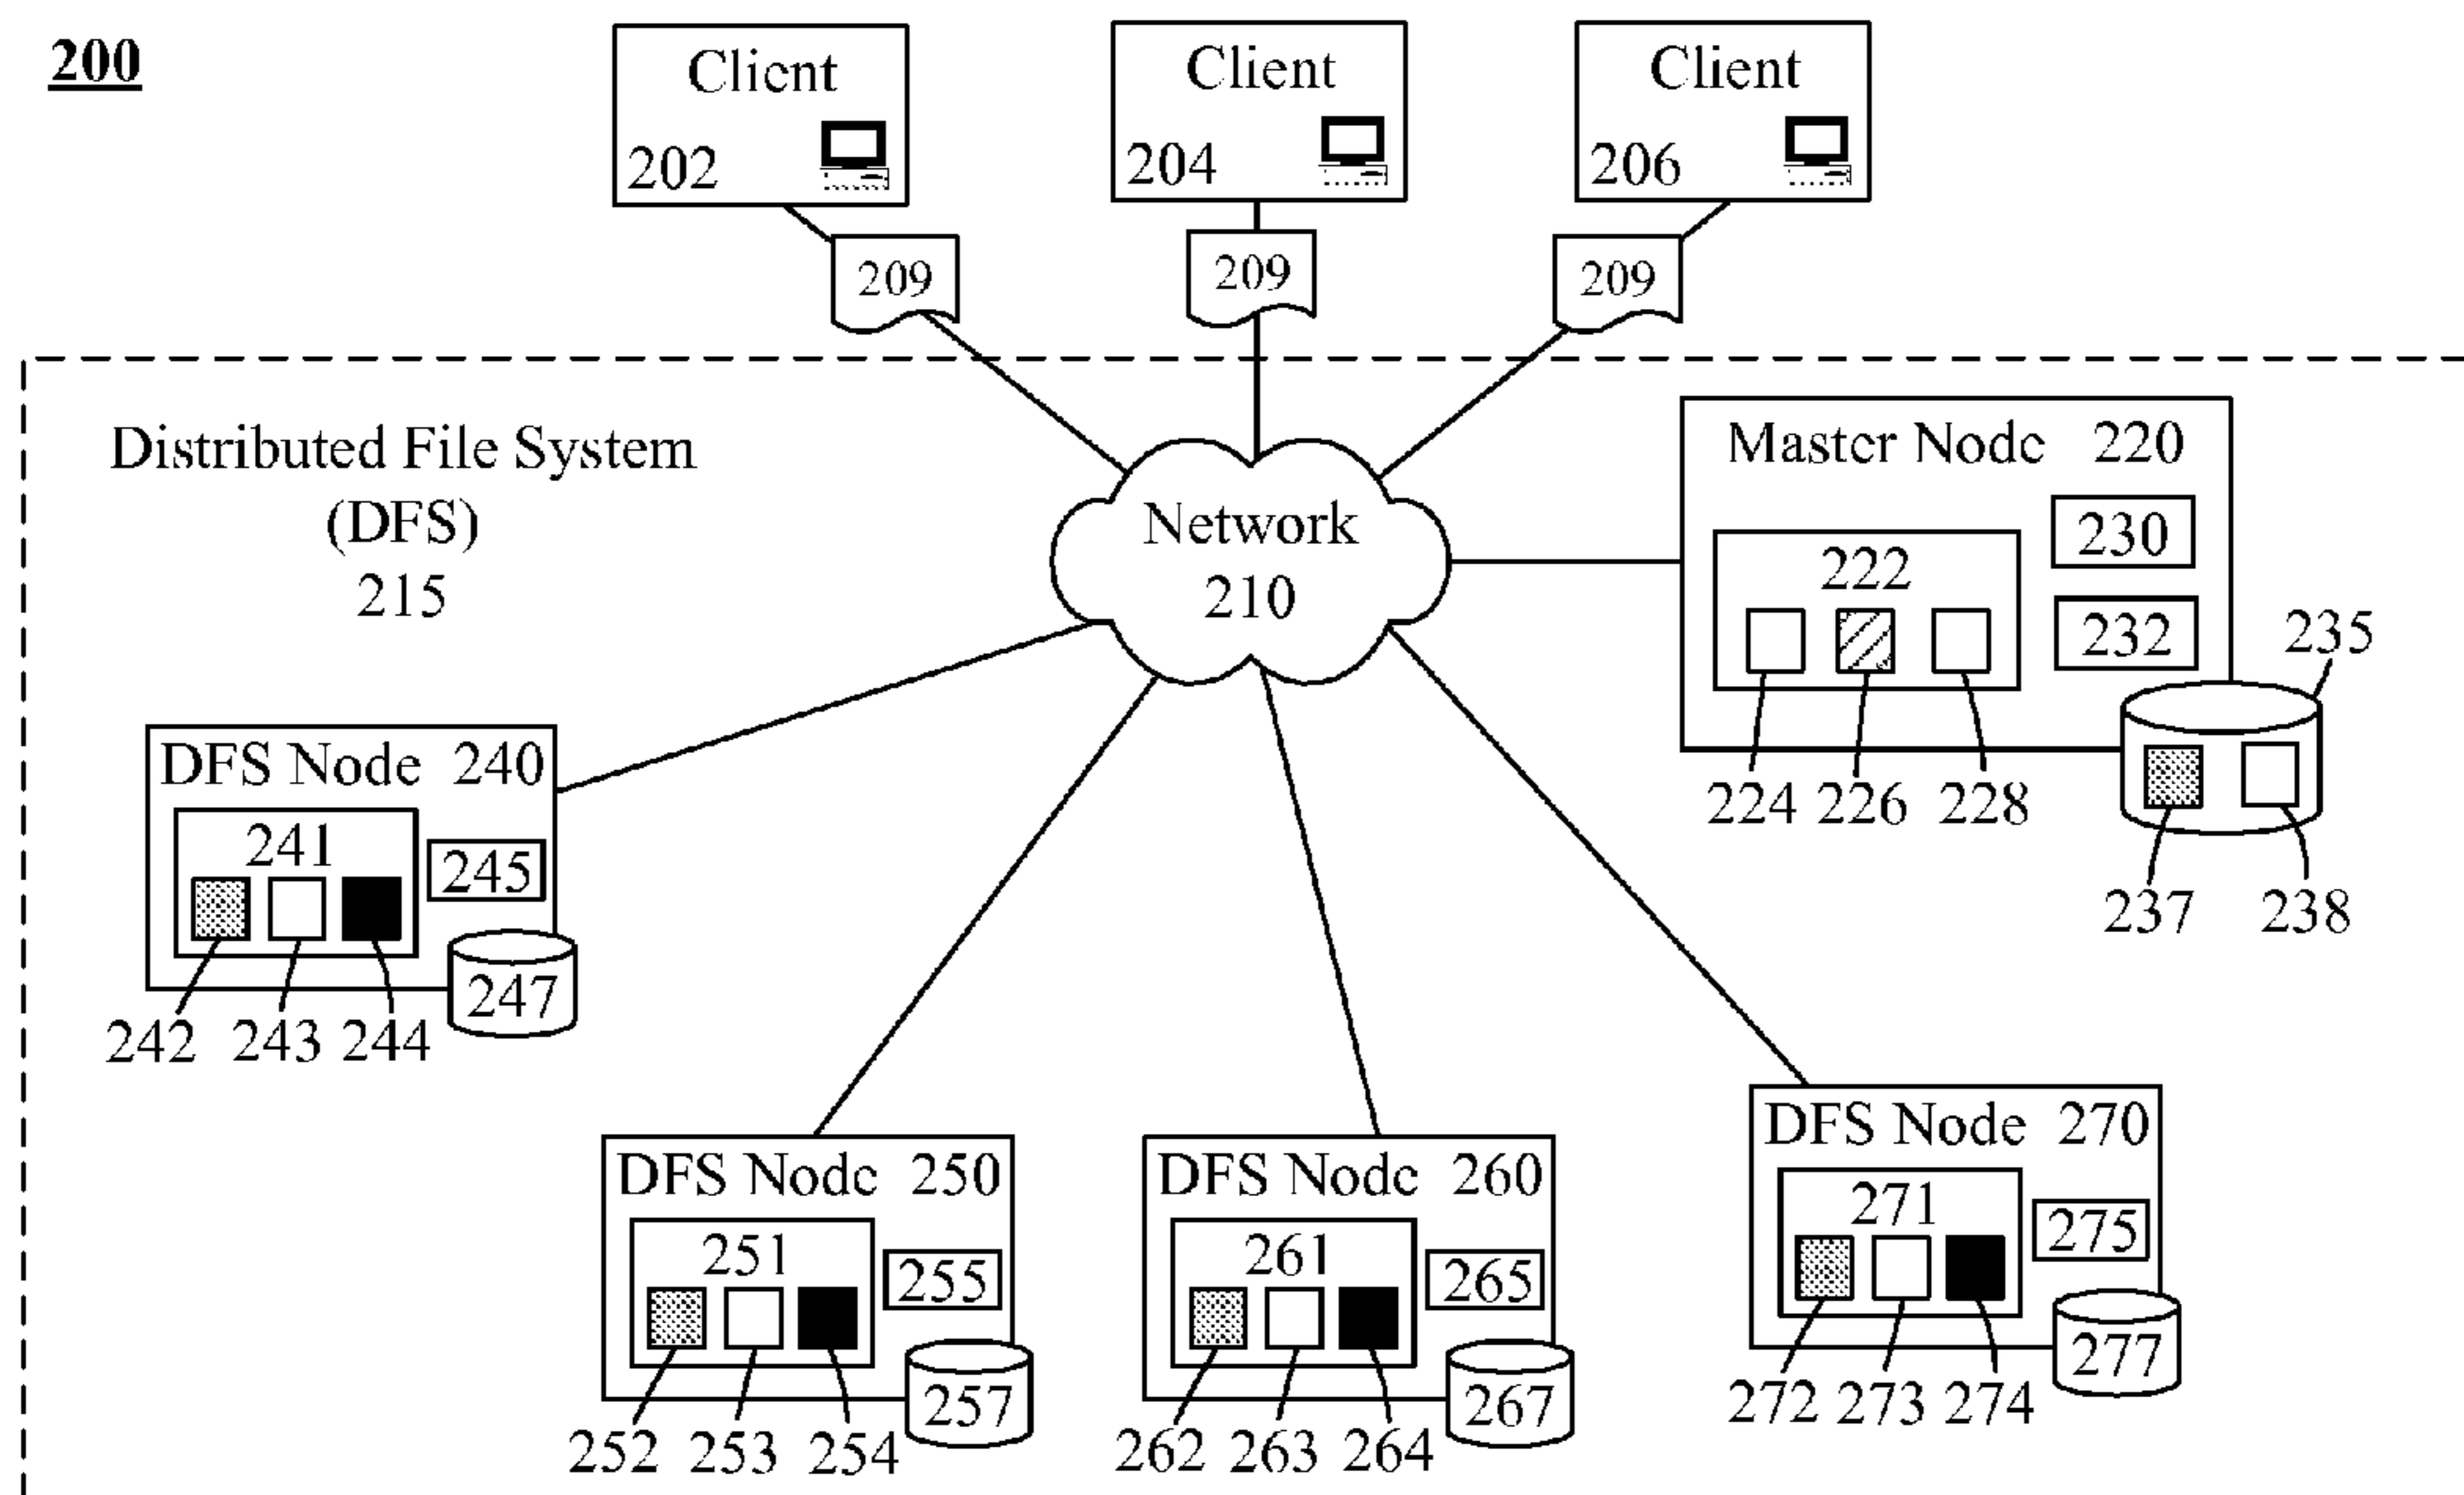 200
Client
202
Client
204
Client
206
209
209
209
Distributed File System
(DFS)
215
Network
210
Master Node 220
230
222
232
235
224 226 228
237 238
DFS Node 240
241
245
247
242 243 244
DFS Node 250
251
255
257
252 253 254
DFS Node 260
261
265
267
262 263 264
DFS Node 270
271
275
277
272 273 274